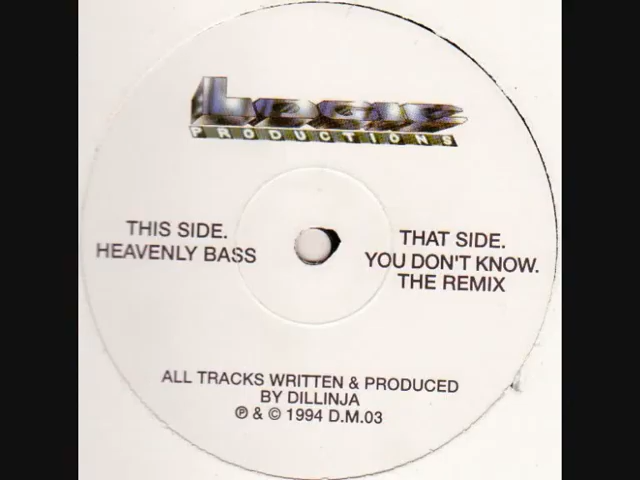 Logic
PRODUCTIONS
THIS SIDE.
HEAVENLY BASS
THAT SIDE.
YOU DON'T KNOW.
THE REMIX
ALL TRACKS WRITTEN & PRODUCED
BY DILLINJA
℗ & © 1994 D.M.03